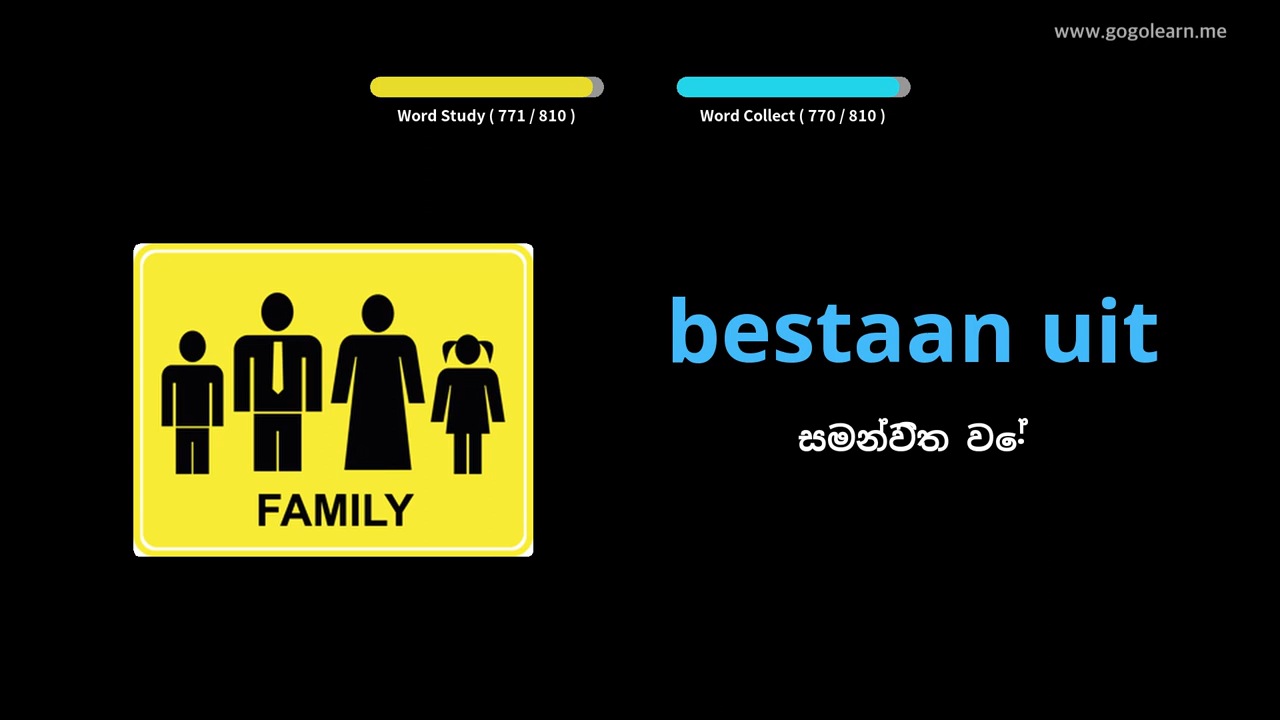 www.gogolearn.me
Word Study ( 771 / 810 )
Word Collect ( 770 / 810 )
FAMILY
bestaan uit
සමන්විත වේ.